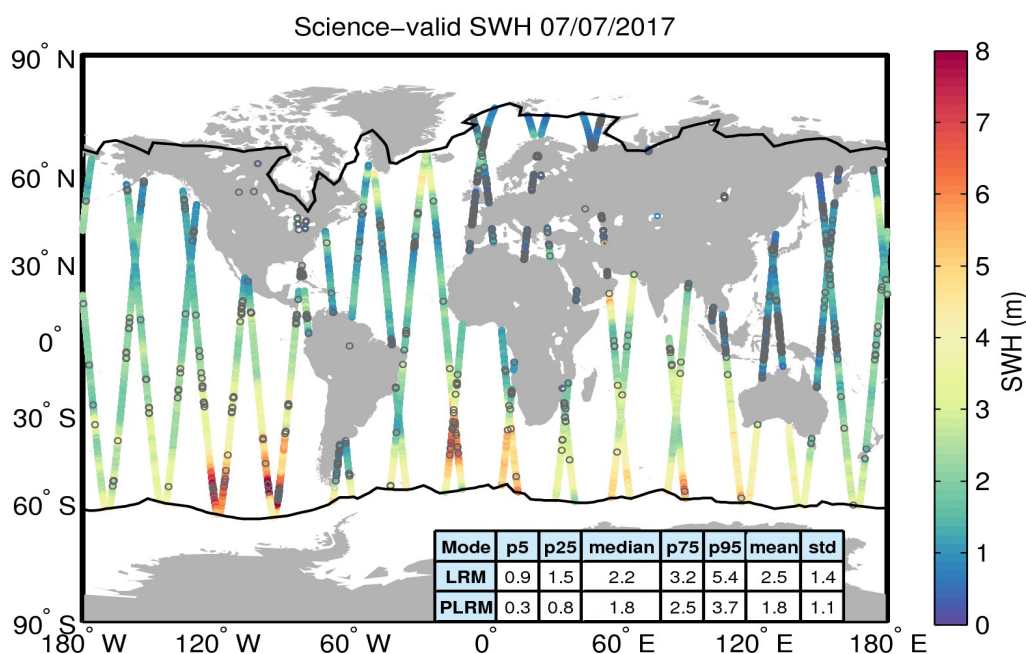 Science−valid SWH 07/07/2017
90° N
60° N
30° N
0°
30° S
60° S
90° S
180° W
120° W
60° W
0°
60° E
120° E
180° E
Mode p5 p25 median p75 p95 mean std
LRM 0.9 1.5 2.2 3.2 5.4 2.5 1.4
PLRM 0.3 0.8 1.8 2.5 3.7 1.8 1.1
8
7
6
5
4
3
2
1
0
SWH (m)